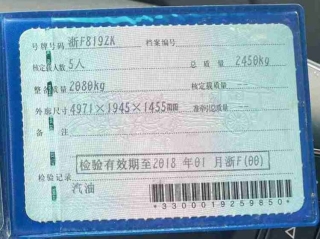 号牌号码 浙F8192K 档案编号
核定载人数 5人 总质量 2450kg
整备质量 2080kg 核定载质量 --
外廓尺寸 4971×1945×1455mm 准牵引总质量 --
备注
检验有效期至2018年01月浙F(00)
检验记录
汽油
*3300019259850*